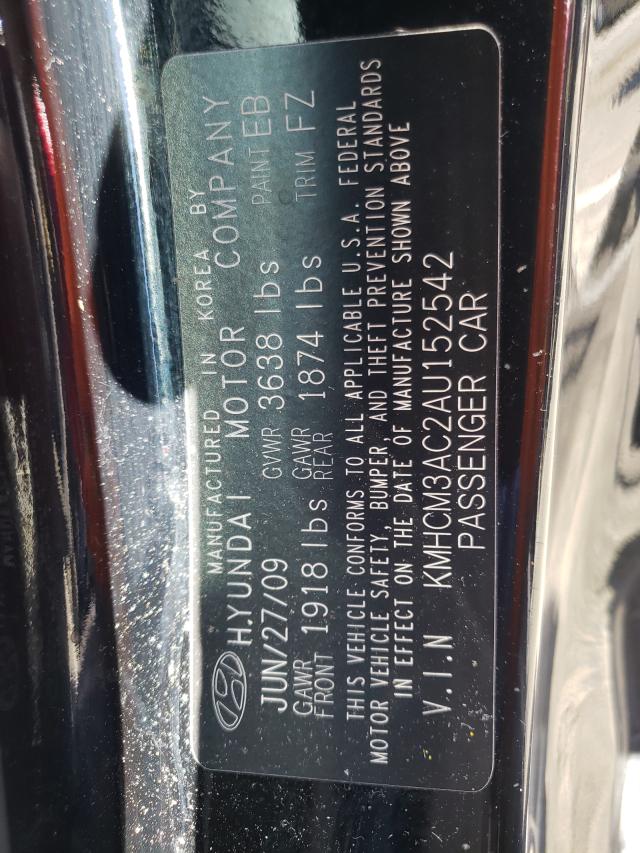 MANUFACTURED IN KOREA BY
HYUNDAI MOTOR COMPANY
JUN/27/09 GVWR 3638 lbs PAINT EB
GAWR FRONT 1918 lbs GAWR REAR 1874 lbs TRIM FZ
THIS VEHICLE CONFORMS TO ALL APPLICABLE U.S.A. FEDERAL
MOTOR VEHICLE SAFETY, BUMPER, AND THEFT PREVENTION STANDARDS
IN EFFECT ON THE DATE OF MANUFACTURE SHOWN ABOVE
V.I.N KMHCM3AC2AU152542
PASSENGER CAR